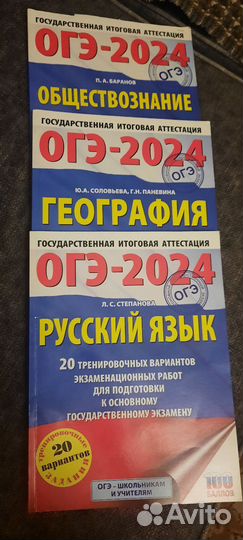 ГОСУДАРСТВЕННАЯ ИТОГОВАЯ АТТЕСТАЦИЯ
ОГЭ-2024
П. А. БАРАНОВ
ОГЭ
ОБЩЕСТВОЗНАНИЕ
ГОСУДАРСТВЕННАЯ ИТОГОВАЯ АТТЕСТАЦИЯ
ОГЭ-2024
ОГЭ
Ю.А. СОЛОВЬЕВА, Г.Н. ПАНЕВИНА
ГЕОГРАФИЯ
ГОСУДАРСТВЕННАЯ ИТОГОВАЯ АТТЕСТАЦИЯ
ОГЭ-2024
ОГЭ
Л. С. СТЕПАНОВА
РУССКИЙ ЯЗЫК
20 ТРЕНИРОВОЧНЫХ ВАРИАНТОВ
ЭКЗАМЕНАЦИОННЫХ РАБОТ
ДЛЯ ПОДГОТОВКИ
К ОСНОВНОМУ
ГОСУДАРСТВЕННОМУ ЭКЗАМЕНУ
ТРЕНИРОВОЧНЫЕ
20
вариантов
ЗАДАНИЯ
100
БАЛЛОВ
ОГЭ – ШКОЛЬНИКАМ
И УЧИТЕЛЯМ
Avito